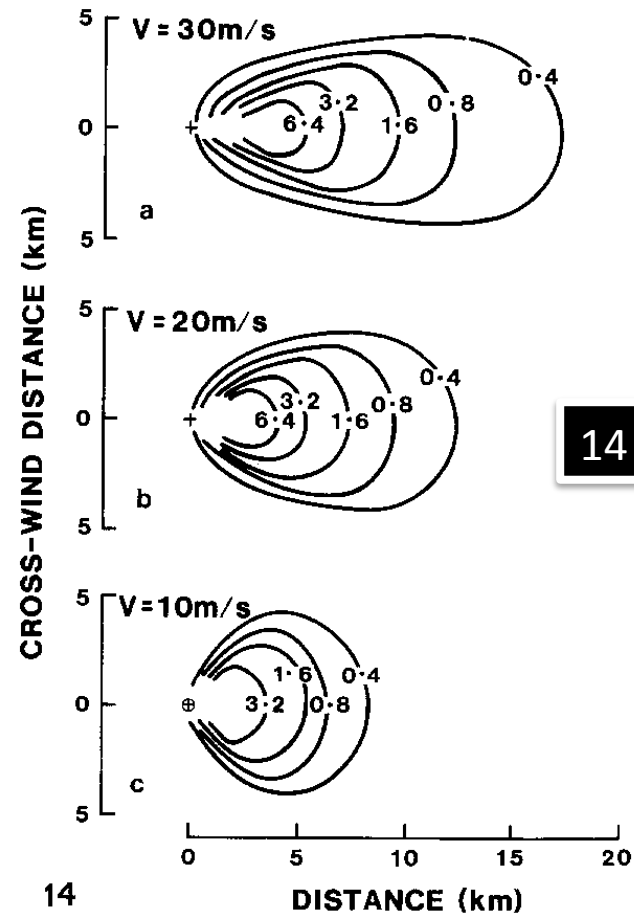 CROSS-WIND DISTANCE (km)
5
V = 30m/s
0
5
a
6·4
3·2
1·6
0·8
0·4
5
V = 20m/s
0
5
b
6·4
3·2
1·6
0·8
0·4
14
5
V=10m/s
0
5
c
3·2
1·6
0·8
0·4
0 5 10 15 20
DISTANCE (km)
14